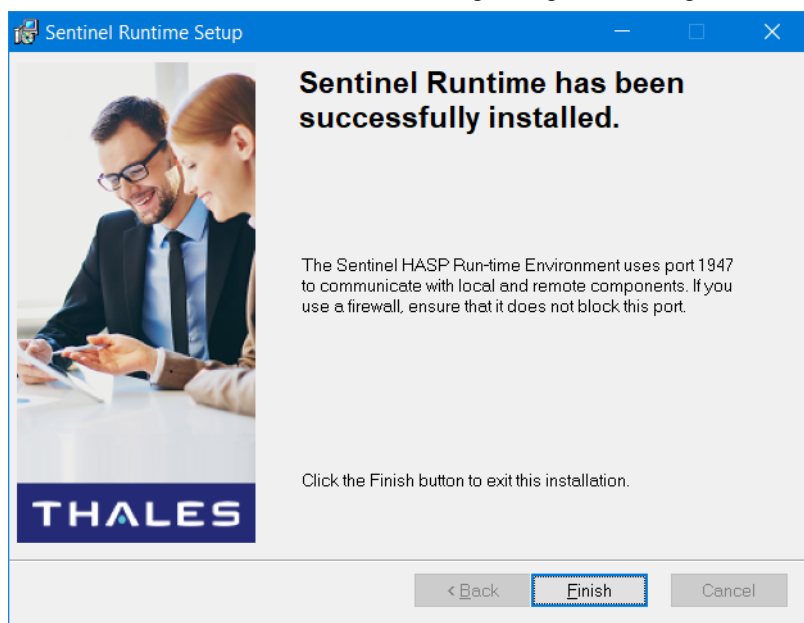 Sentinel Runtime Setup
Sentinel Runtime has been
successfully installed.
The Sentinel HASP Run-time Environment uses port 1947
to communicate with local and remote components. If you
use a firewall, ensure that it does not block this port.
Click the Finish button to exit this installation.
THALES
< Back
Finish
Cancel